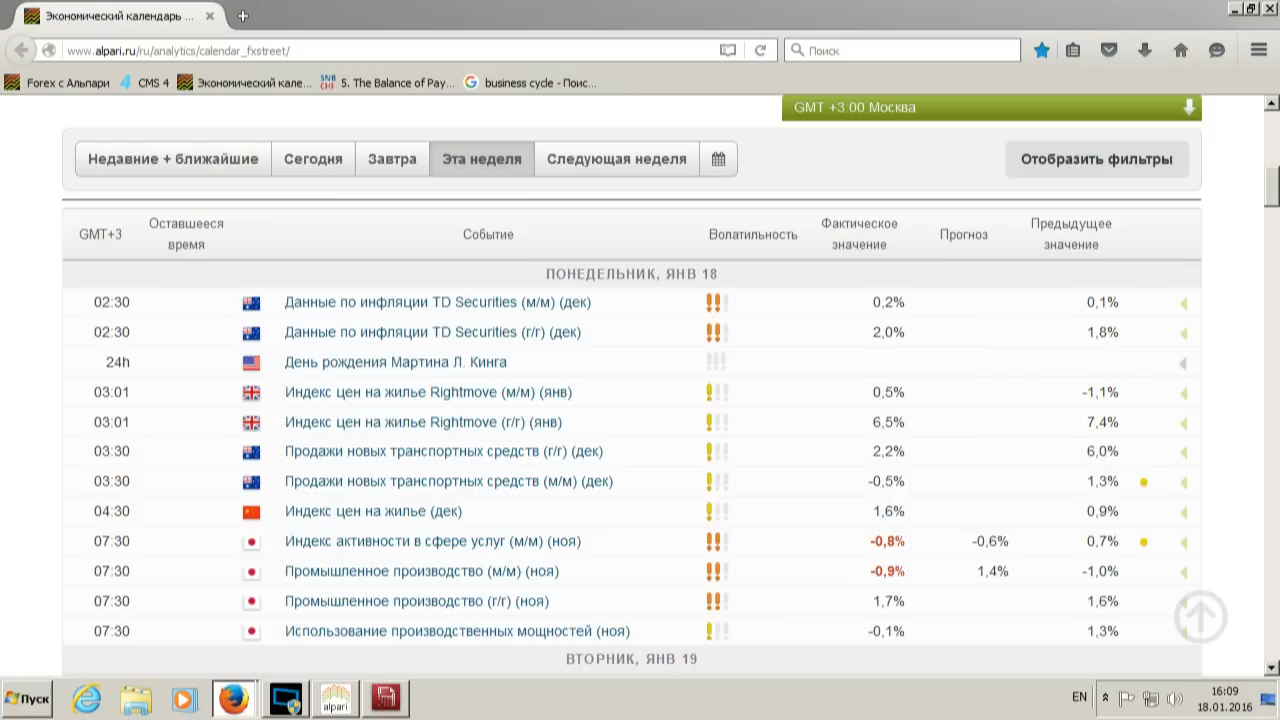 Экономический календарь ...
www.alpari.ru/ru/analytics/calendar_fxstreet/
Поиск
Forex с Альпари
CMS 4
Экономический кале...
SNB CHF
5. The Balance of Pay...
business cycle - Поис...
GMT +3:00 Москва
Недавние + ближайшие Сегодня Завтра Эта неделя Следующая неделя
Отобразить фильтры
GMT+3 Оставшееся время Событие Волатильность Фактическое значение Прогноз Предыдущее значение
ПОНЕДЕЛЬНИК, ЯНВ 18
02:30 Данные по инфляции TD Securities (м/м) (дек) 0,2% 0,1%
02:30 Данные по инфляции TD Securities (г/г) (дек) 2,0% 1,8%
24h День рождения Мартина Л. Кинга
03:01 Индекс цен на жилье Rightmove (м/м) (янв) 0,5% -1,1%
03:01 Индекс цен на жилье Rightmove (г/г) (янв) 6,5% 7,4%
03:30 Продажи новых транспортных средств (г/г) (дек) 2,2% 6,0%
03:30 Продажи новых транспортных средств (м/м) (дек) -0,5% 1,3%
04:30 Индекс цен на жилье (дек) 1,6% 0,9%
07:30 Индекс активности в сфере услуг (м/м) (ноя) -0,8% -0,6% 0,7%
07:30 Промышленное производство (м/м) (ноя) -0,9% 1,4% -1,0%
07:30 Промышленное производство (г/г) (ноя) 1,7% 1,6%
07:30 Использование производственных мощностей (ноя) -0,1% 1,3%
ВТОРНИК, ЯНВ 19
Пуск
alpari
EN
16:09
18.01.2016